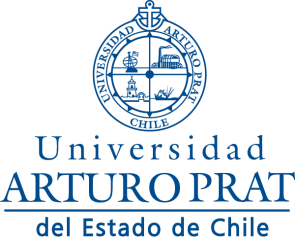 UNIVERSIDAD ARTURO PRAT
CHILE
Universidad
ARTURO PRAT
del Estado de Chile